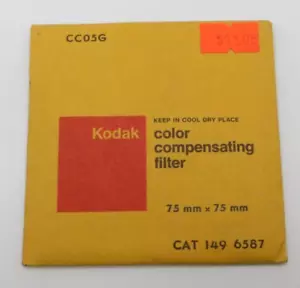 CC05G
KEEP IN COOL DRY PLACE
Kodak
color
compensating
filter
75 mm x 75 mm
CAT 149 6587